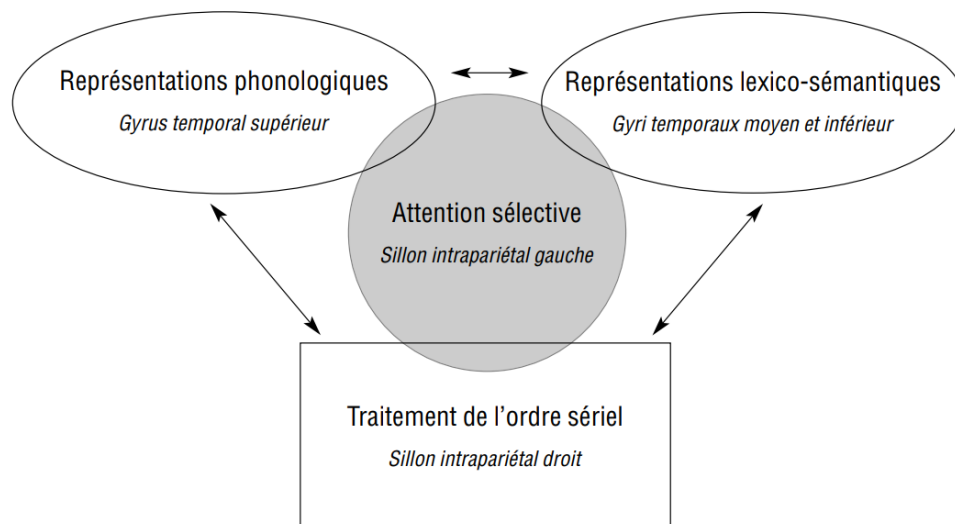 Représentations phonologiques
Gyrus temporal supérieur
Représentations lexico-sémantiques
Gyri temporaux moyen et inférieur
Attention sélective
Sillon intrapariétal gauche
Traitement de l’ordre sériel
Sillon intrapariétal droit